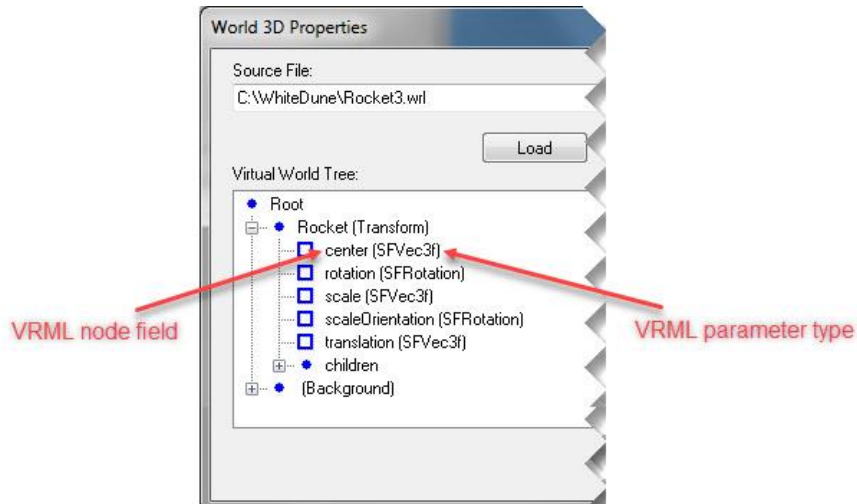 World 3D Properties
Source File:
C:\WhiteDune\Rocket3.wrl
Load
Virtual World Tree:
Root
Rocket (Transform)
center (SFVec3f)
rotation (SFRotation)
scale (SFVec3f)
scaleOrientation (SFRotation)
translation (SFVec3f)
children
(Background)
VRML node field
VRML parameter type